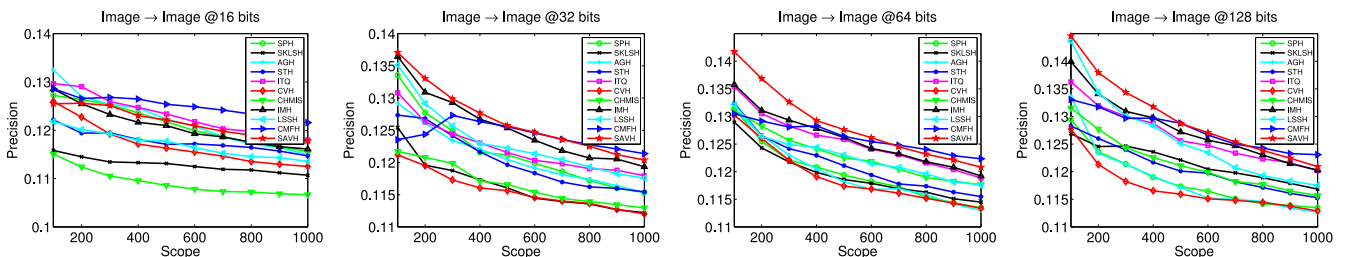 Image → Image @16 bits
Precision
0.14
0.13
0.12
0.11
0.1
200
400
600
800
1000
Scope
SPH
SKLSH
AGH
STH
ITQ
CVH
CHMIS
IMH
LSSH
CMFH
SAVH
Image → Image @32 bits
Precision
0.14
0.135
0.13
0.125
0.12
0.115
0.11
200
400
600
800
1000
Scope
SPH
SKLSH
AGH
STH
ITQ
CVH
CHMIS
IMH
LSSH
CMFH
SAVH
Image → Image @64 bits
Precision
0.14
0.135
0.13
0.125
0.12
0.115
0.11
200
400
600
800
1000
Scope
SPH
SKLSH
AGH
STH
ITQ
CVH
CHMIS
IMH
LSSH
CMFH
SAVH
Image → Image @128 bits
Precision
0.14
0.135
0.13
0.125
0.12
0.115
0.11
200
400
600
800
1000
Scope
SPH
SKLSH
AGH
STH
ITQ
CVH
CHMIS
IMH
LSSH
CMFH
SAVH